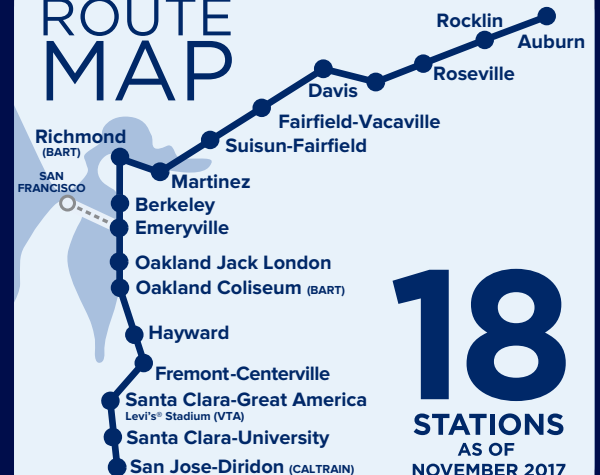 ROUTE
MAP
Rocklin
Auburn
Roseville
Davis
Fairfield-Vacaville
Suisun-Fairfield
Richmond
(BART)
Martinez
SAN
FRANCISCO
Berkeley
Emeryville
Oakland Jack London
Oakland Coliseum (BART)
Hayward
Fremont-Centerville
Santa Clara-Great America
Levi's® Stadium (VTA)
Santa Clara-University
San Jose-Diridon (CALTRAIN)
18
STATIONS
AS OF
NOVEMBER 2017